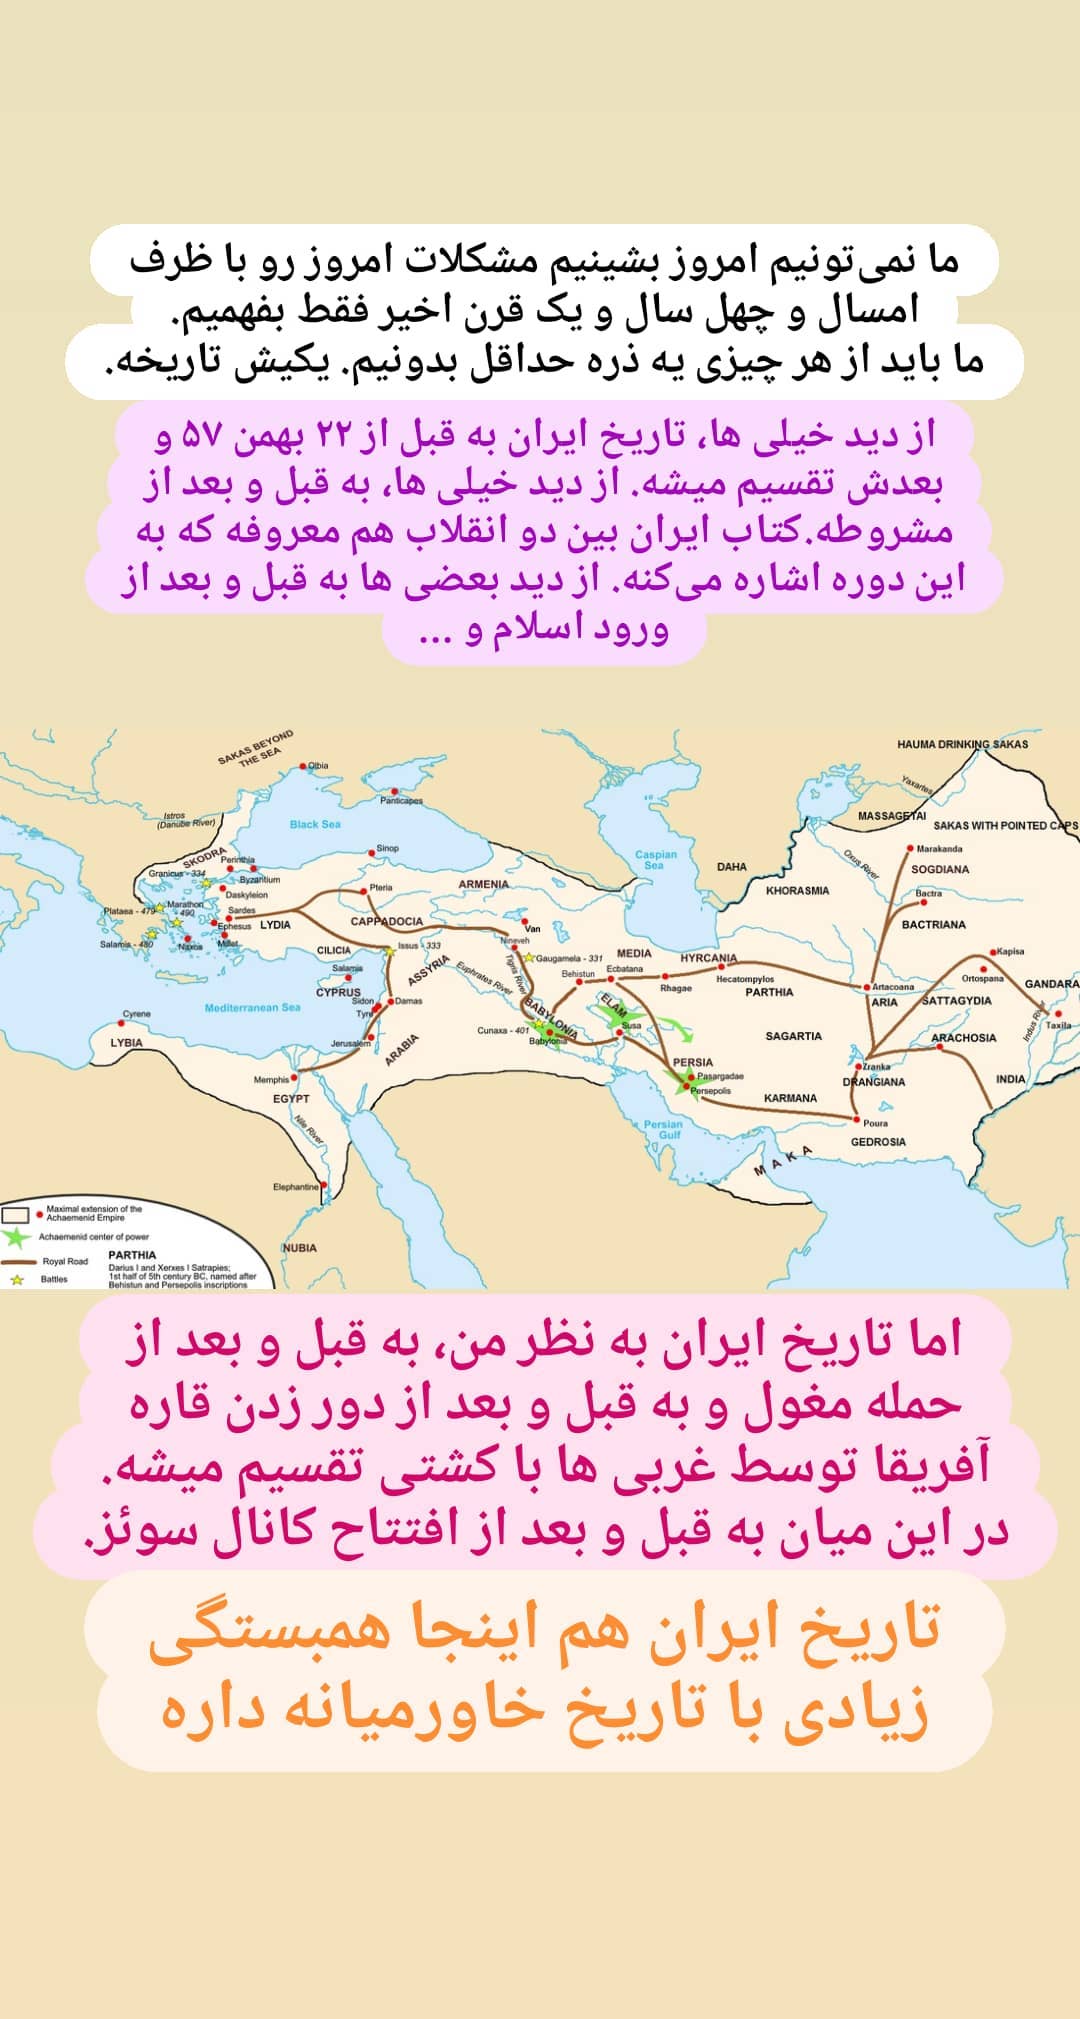 ما نمی‌تونیم امروز بشینیم مشکلات امروز رو با ظرف
امسال و چهل سال و یک قرن اخیر فقط بفهمیم.
ما باید از هر چیزی یه ذره حداقل بدونیم. یکیش تاریخه.
از دید خیلی ها، تاریخ ایران به قبل از ۲۲ بهمن ۵۷ و
بعدش تقسیم میشه. از دید خیلی ها، به قبل و بعد از
مشروطه.کتاب ایران بین دو انقلاب هم معروفه که به
این دوره اشاره می‌کنه. از دید بعضی ها به قبل و بعد از
ورود اسلام و ...
SAKAS BEYOND
THE SEA
HAUMA DRINKING SAKAS
Olbia
Panticapes
Yaxartes
Istros
(Danube River)
Black Sea
MASSAGETAI
SAKAS WITH POINTED CAPS
SKODRA
Perinthia
Sinop
Caspian
Sea
DAHA
Oxus River
Marakanda
SOGDIANA
Granicus - 334
Byzantium
Daskyleion
Pteria
ARMENIA
KHORASMIA
Bactra
Marathon
- 490
Plataea - 479
Sardes
Ephesus
LYDIA
CAPPADOCIA
Van
BACTRIANA
Salamis - 480
Naxos
Millet
CILICIA
Issus - 333
Nineveh
Gaugamela - 331
MEDIA
HYRCANIA
Kapisa
Salamis
CYPRUS
ASSYRIA
Euphrates River
Tigris River
Behistun
Ecbatana
Rhagae
Hecatompylos
PARTHIA
Artacoana
ARIA
Ortospana
SATTAGYDIA
GANDARA
Mediterranean Sea
Sidon
Tyre
Damas
BABYLONIA
ELAM
Susa
Cyrene
LYBIA
Jerusalem
ARABIA
Cunaxa - 401
Babylonia
SAGARTIA
ARACHOSIA
Indus River
Taxila
Memphis
EGYPT
PERSIA
Pasargadae
Persepolis
KARMANA
Zranka
DRANGIANA
INDIA
Nile River
Persian
Gulf
Poura
GEDROSIA
MAKA
Elephantine
NUBIA
Maximal extension of the
Achaemenid Empire
Achaemenid center of power
Royal Road
Battles
PARTHIA
Darius I and Xerxes I Satrapies;
1st half of 5th century BC, named after
Behistun and Persepolis inscriptions
اما تاریخ ایران به نظر من، به قبل و بعد از
حمله مغول و به قبل و بعد از دور زدن قاره
آفریقا توسط غربی ها با کشتی تقسیم میشه.
در این میان به قبل و بعد از افتتاح کانال سوئز.
تاریخ ایران هم اینجا همبستگی
زیادی با تاریخ خاورمیانه داره